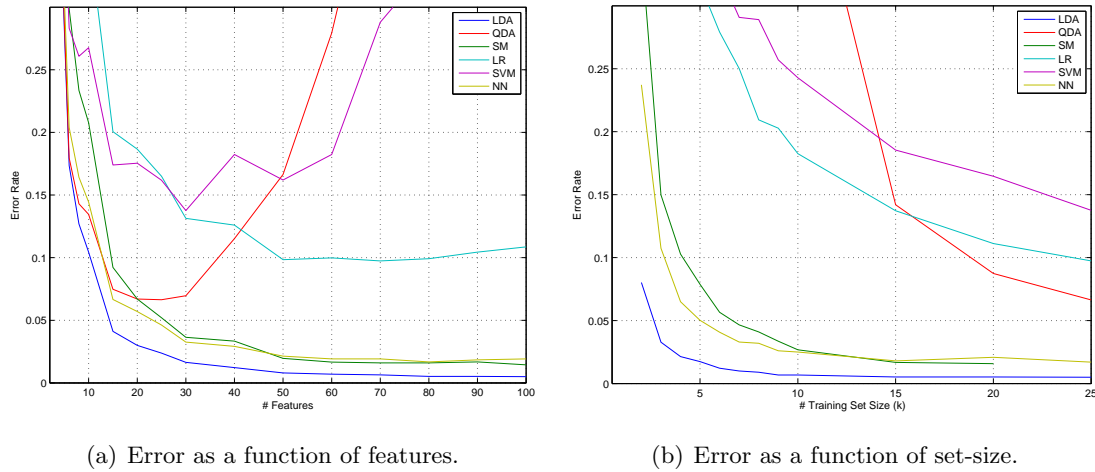 LDA
QDA
SM
LR
SVM
NN
0.25
0.2
0.15
0.1
0.05
0
Error Rate
10 20 30 40 50 60 70 80 90 100
# Features
(a) Error as a function of features.
LDA
QDA
SM
LR
SVM
NN
0.25
0.2
0.15
0.1
0.05
0
Error Rate
5 10 15 20 25
# Training Set Size (k)
(b) Error as a function of set-size.